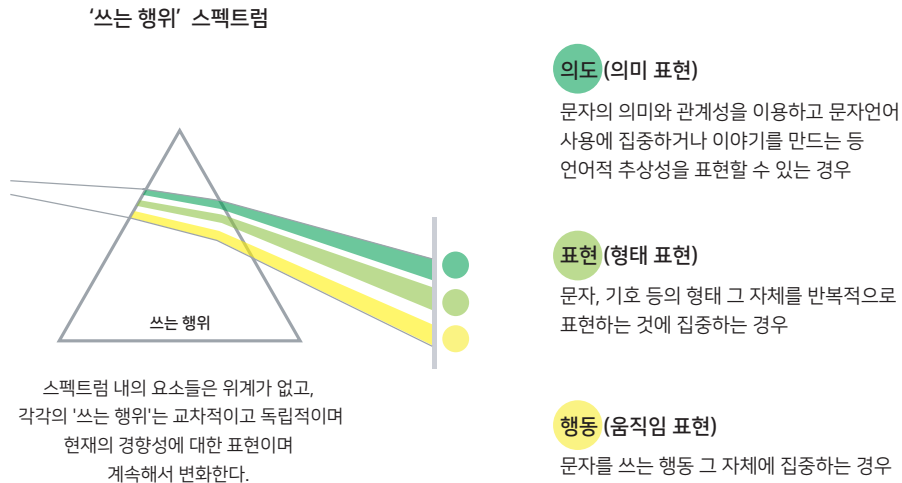 ‘쓰는 행위’ 스펙트럼
쓰는 행위
스펙트럼 내의 요소들은 위계가 없고,
각각의 '쓰는 행위'는 교차적이고 독립적이며
현재의 경향성에 대한 표현이며
계속해서 변화한다.
의도 (의미 표현)
문자의 의미와 관계성을 이용하고 문자언어
사용에 집중하거나 이야기를 만드는 등
언어적 추상성을 표현할 수 있는 경우
표현 (형태 표현)
문자, 기호 등의 형태 그 자체를 반복적으로
표현하는 것에 집중하는 경우
행동 (움직임 표현)
문자를 쓰는 행동 그 자체에 집중하는 경우